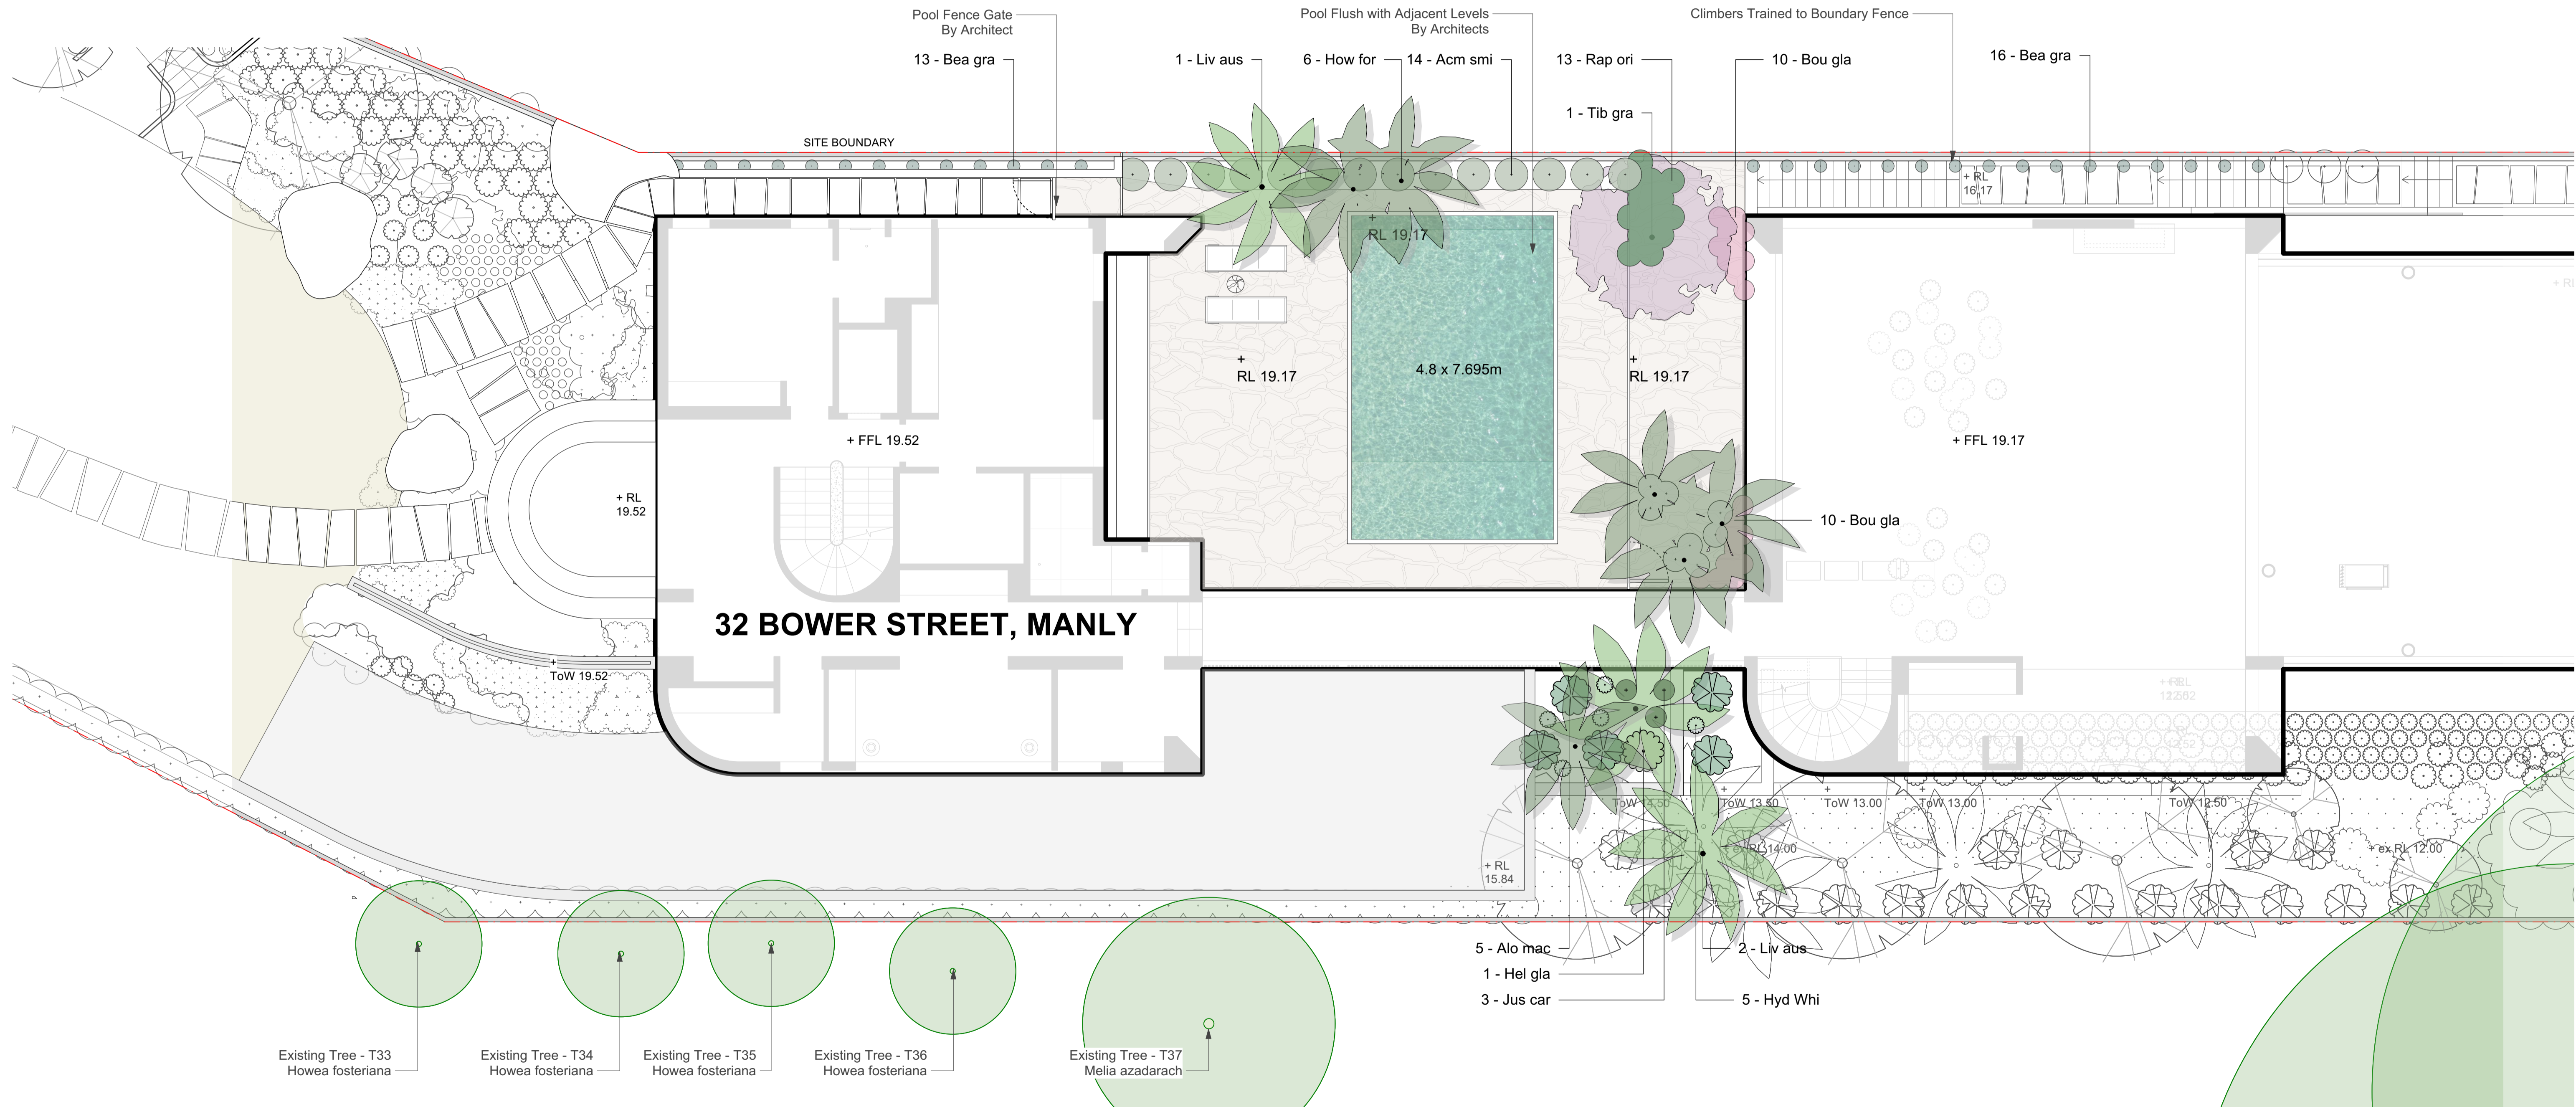 Pool Fence Gate
By Architect
Pool Flush with Adjacent Levels
By Architects
Climbers Trained to Boundary Fence
13 - Bea gra
1 - Liv aus
6 - How for
14 - Acm smi
13 - Rap ori
10 - Bou gla
16 - Bea gra
1 - Tib gra
SITE BOUNDARY
+ RL
16.17
+
RL 19.17
+
RL 19.17
4.8 x 7.695m
+
RL 19.17
+ FFL 19.52
+ FFL 19.17
+ RL
19.52
10 - Bou gla
32 BOWER STREET, MANLY
+
ToW 19.52
ToW 14.50
+
ToW 13.50
+
ToW 13.00
+
ToW 13.00
ToW 12.50
+ ex RL 14.00
+ ex RL 12.00
+ RL
15.84
5 - Alo mac
2 - Liv aus
1 - Hel gla
3 - Jus car
5 - Hyd Whi
Existing Tree - T33
Howea fosteriana
Existing Tree - T34
Howea fosteriana
Existing Tree - T35
Howea fosteriana
Existing Tree - T36
Howea fosteriana
Existing Tree - T37
Melia azadarach